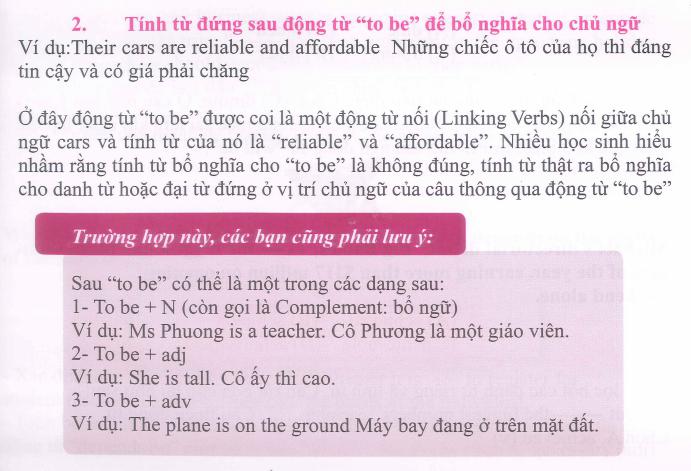 2. Tính từ đứng sau động từ “to be” để bổ nghĩa cho chủ ngữ
Ví dụ:Their cars are reliable and affordable Những chiếc ô tô của họ thì đáng
tin cậy và có giá phải chăng
Ở đây động từ “to be” được coi là một động từ nối (Linking Verbs) nối giữa chủ
ngữ cars và tính từ của nó là “reliable” và “affordable”. Nhiều học sinh hiểu
nhầm rằng tính từ bổ nghĩa cho “to be” là không đúng, tính từ thật ra bổ nghĩa
cho danh từ hoặc đại từ đứng ở vị trí chủ ngữ của câu thông qua động từ “to be”
Trường hợp này, các bạn cũng phải lưu ý:
Sau “to be” có thể là một trong các dạng sau:
1- To be + N (còn gọi là Complement: bổ ngữ)
Ví dụ: Ms Phuong is a teacher. Cô Phương là một giáo viên.
2- To be + adj
Ví dụ: She is tall. Cô ấy thì cao.
3- To be + adv
Ví dụ: The plane is on the ground Máy bay đang ở trên mặt đất.